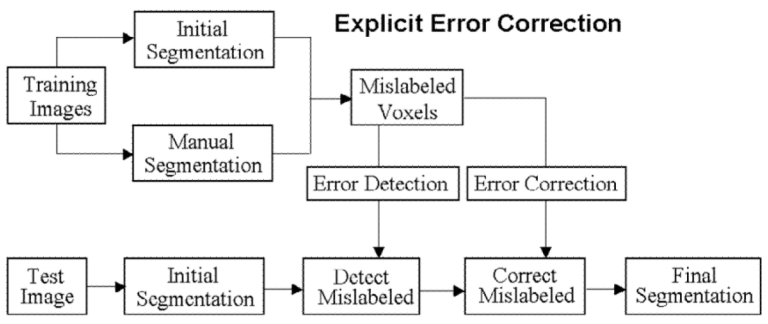 Explicit Error Correction
Initial
Segmentation
Training
Images
Manual
Segmentation
Mislabeled
Voxels
Error Detection
Error Correction
Test
Image
Initial
Segmentation
Detect
Mislabeled
Correct
Mislabeled
Final
Segmentation